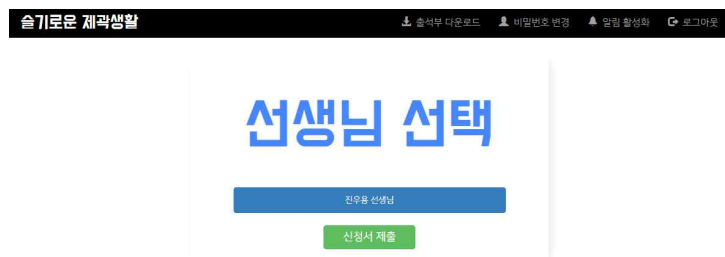 슬기로운 제곽생활 출석부 다운로드 비밀번호 변경 알림 활성화 로그아웃
선생님 선택
진우용 선생님
신청서 제출